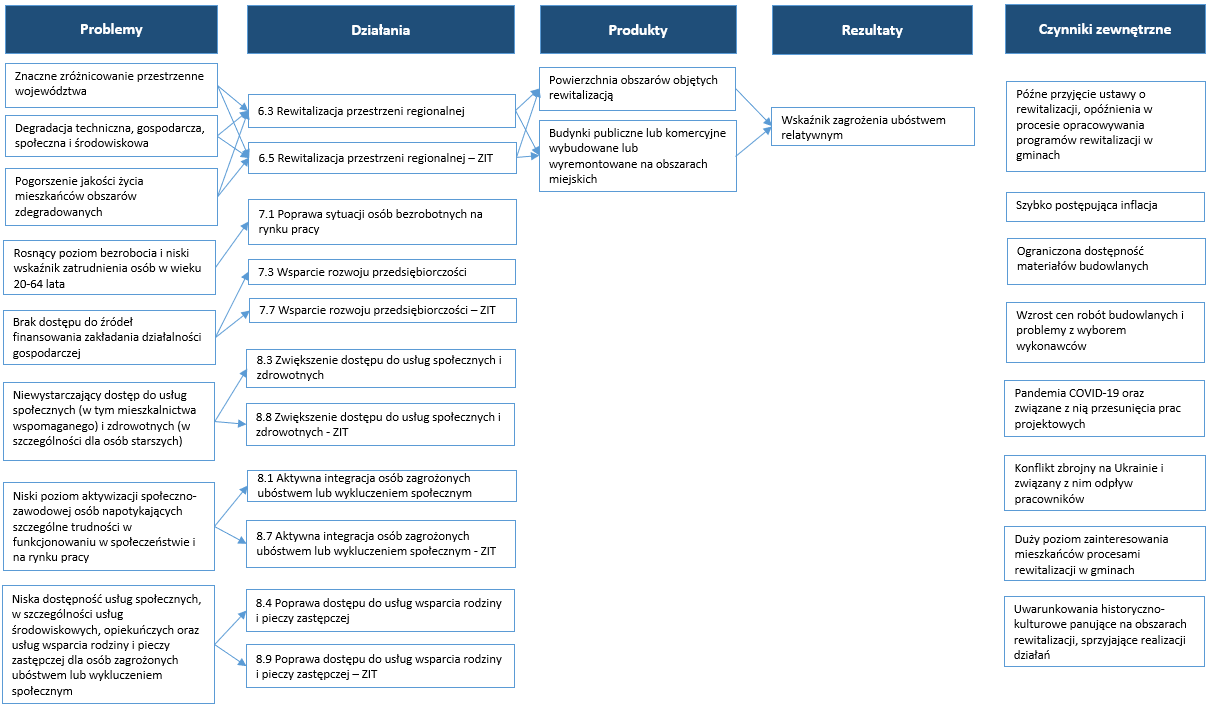 Problemy
Znaczne zróżnicowanie przestrzenne
województwa
Degradacja techniczna, gospodarcza,
społeczna i środowiskowa
Pogorszenie jakości życia
mieszkańców obszarów
zdegradowanych
Rosnący poziom bezrobocia i niski
wskaźnik zatrudnienia osób w wieku
20-64 lata
Brak dostępu do źródeł
finansowania zakładania działalności
gospodarczej
Niewystarczający dostęp do usług
społecznych (w tym mieszkalnictwa
wspomaganego) i zdrowotnych (w
szczególności dla osób starszych)
Niski poziom aktywizacji społeczno-
zawodowej osób napotykających
szczególne trudności w
funkcjonowaniu w społeczeństwie i
na rynku pracy
Niska dostępność usług społecznych,
w szczególności usług
środowiskowych, opiekuńczych oraz
usług wsparcia rodziny i pieczy
zastępczej dla osób zagrożonych
ubóstwem lub wykluczeniem
społecznym
Działania
6.3 Rewitalizacja przestrzeni regionalnej
6.5 Rewitalizacja przestrzeni regionalnej – ZIT
7.1 Poprawa sytuacji osób bezrobotnych na
rynku pracy
7.3 Wsparcie rozwoju przedsiębiorczości
7.7 Wsparcie rozwoju przedsiębiorczości – ZIT
8.3 Zwiększenie dostępu do usług społecznych i
zdrowotnych
8.8 Zwiększenie dostępu do usług społecznych i
zdrowotnych - ZIT
8.1 Aktywna integracja osób zagrożonych
ubóstwem lub wykluczeniem społecznym
8.7 Aktywna integracja osób zagrożonych
ubóstwem lub wykluczeniem społecznym - ZIT
8.4 Poprawa dostępu do usług wsparcia rodziny
i pieczy zastępczej
8.9 Poprawa dostępu do usług wsparcia rodziny
i pieczy zastępczej – ZIT
Produkty
Powierzchnia obszarów objętych
rewitalizacją
Budynki publiczne lub komercyjne
wybudowane lub
wyremontowane na obszarach
miejskich
Rezultaty
Wskaźnik zagrożenia ubóstwem
relatywnym
Czynniki zewnętrzne
Późne przyjęcie ustawy o
rewitalizacji, opóźnienia w
procesie opracowywania
programów rewitalizacji w
gminach
Szybko postępująca inflacja
Ograniczona dostępność
materiałów budowlanych
Wzrost cen robót budowlanych i
problemy z wyborem
wykonawców
Pandemia COVID-19 oraz
związane z nią przesunięcia prac
projektowych
Konflikt zbrojny na Ukrainie i
związany z nim odpływ
pracowników
Duży poziom zainteresowania
mieszkańców procesami
rewitalizacji w gminach
Uwarunkowania historyczno-
kulturowe panujące na obszarach
rewitalizacji, sprzyjające realizacji
działań